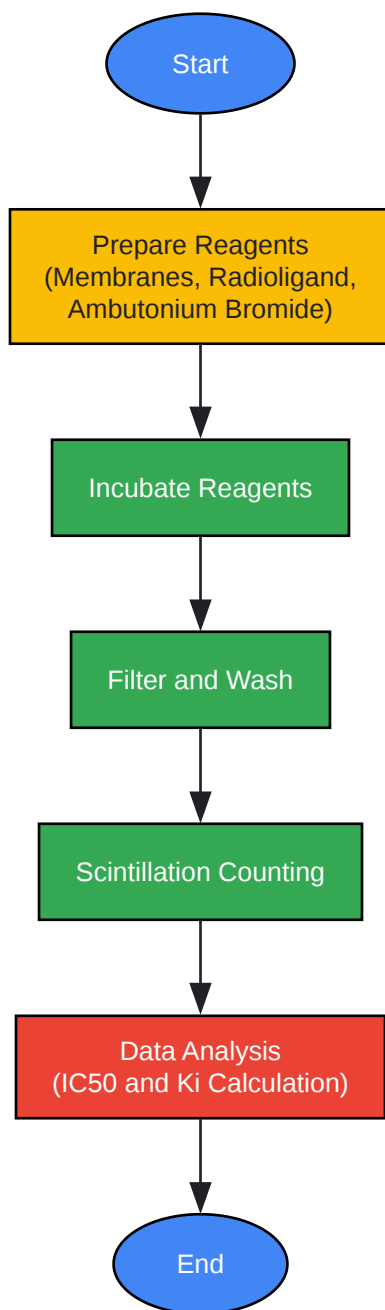 Start
Prepare Reagents
(Membranes, Radioligand,
Ambutonium Bromide)
Incubate Reagents
Filter and Wash
Scintillation Counting
Data Analysis
(IC50 and Ki Calculation)
End